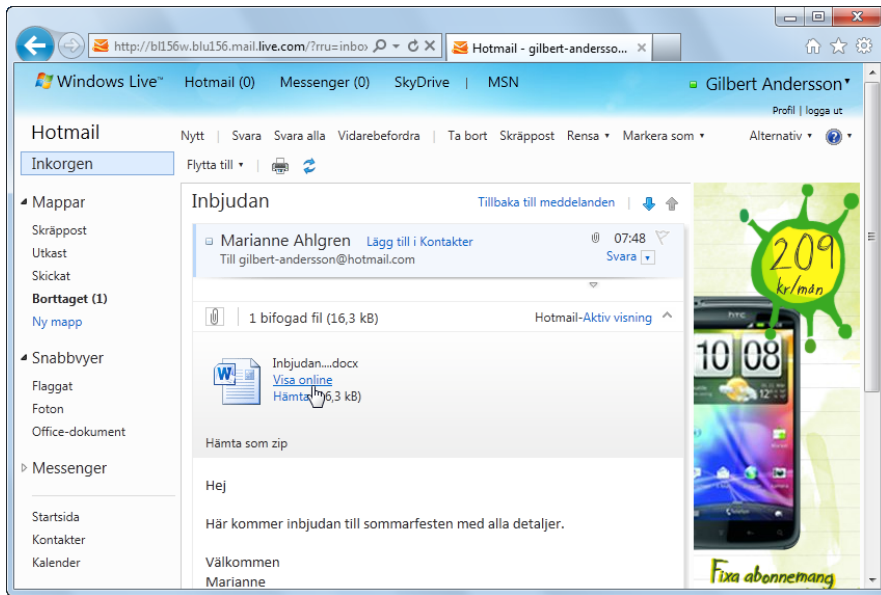 http://bl156w.blu156.mail.live.com/?rru=inbox
Hotmail - gilbert-andersso...
Windows Live™ Hotmail (0) Messenger (0) SkyDrive | MSN Gilbert Andersson
Profil | logga ut
Hotmail
Nytt | Svara Svara alla Vidarebefordra | Ta bort Skräppost Rensa Markera som Alternativ
Inkorgen
Flytta till
Mappar
Skräppost
Utkast
Skickat
Borttaget (1)
Ny mapp
Snabbvyer
Flaggat
Foton
Office-dokument
Messenger
Startsida
Kontakter
Kalender
Inbjudan
Tillbaka till meddelanden
Marianne Ahlgren Lägg till i Kontakter 07:48
Till gilbert-andersson@hotmail.com Svara
1 bifogad fil (16,3 kB) Hotmail-Aktiv visning
Inbjudan....docx
Visa online
Hämta 6,3 kB)
Hämta som zip
Hej
Här kommer inbjudan till sommarfesten med alla detaljer.
Välkommen
Marianne
209
kr/mån
hTC
10 08
12°
Fixa abonnemang